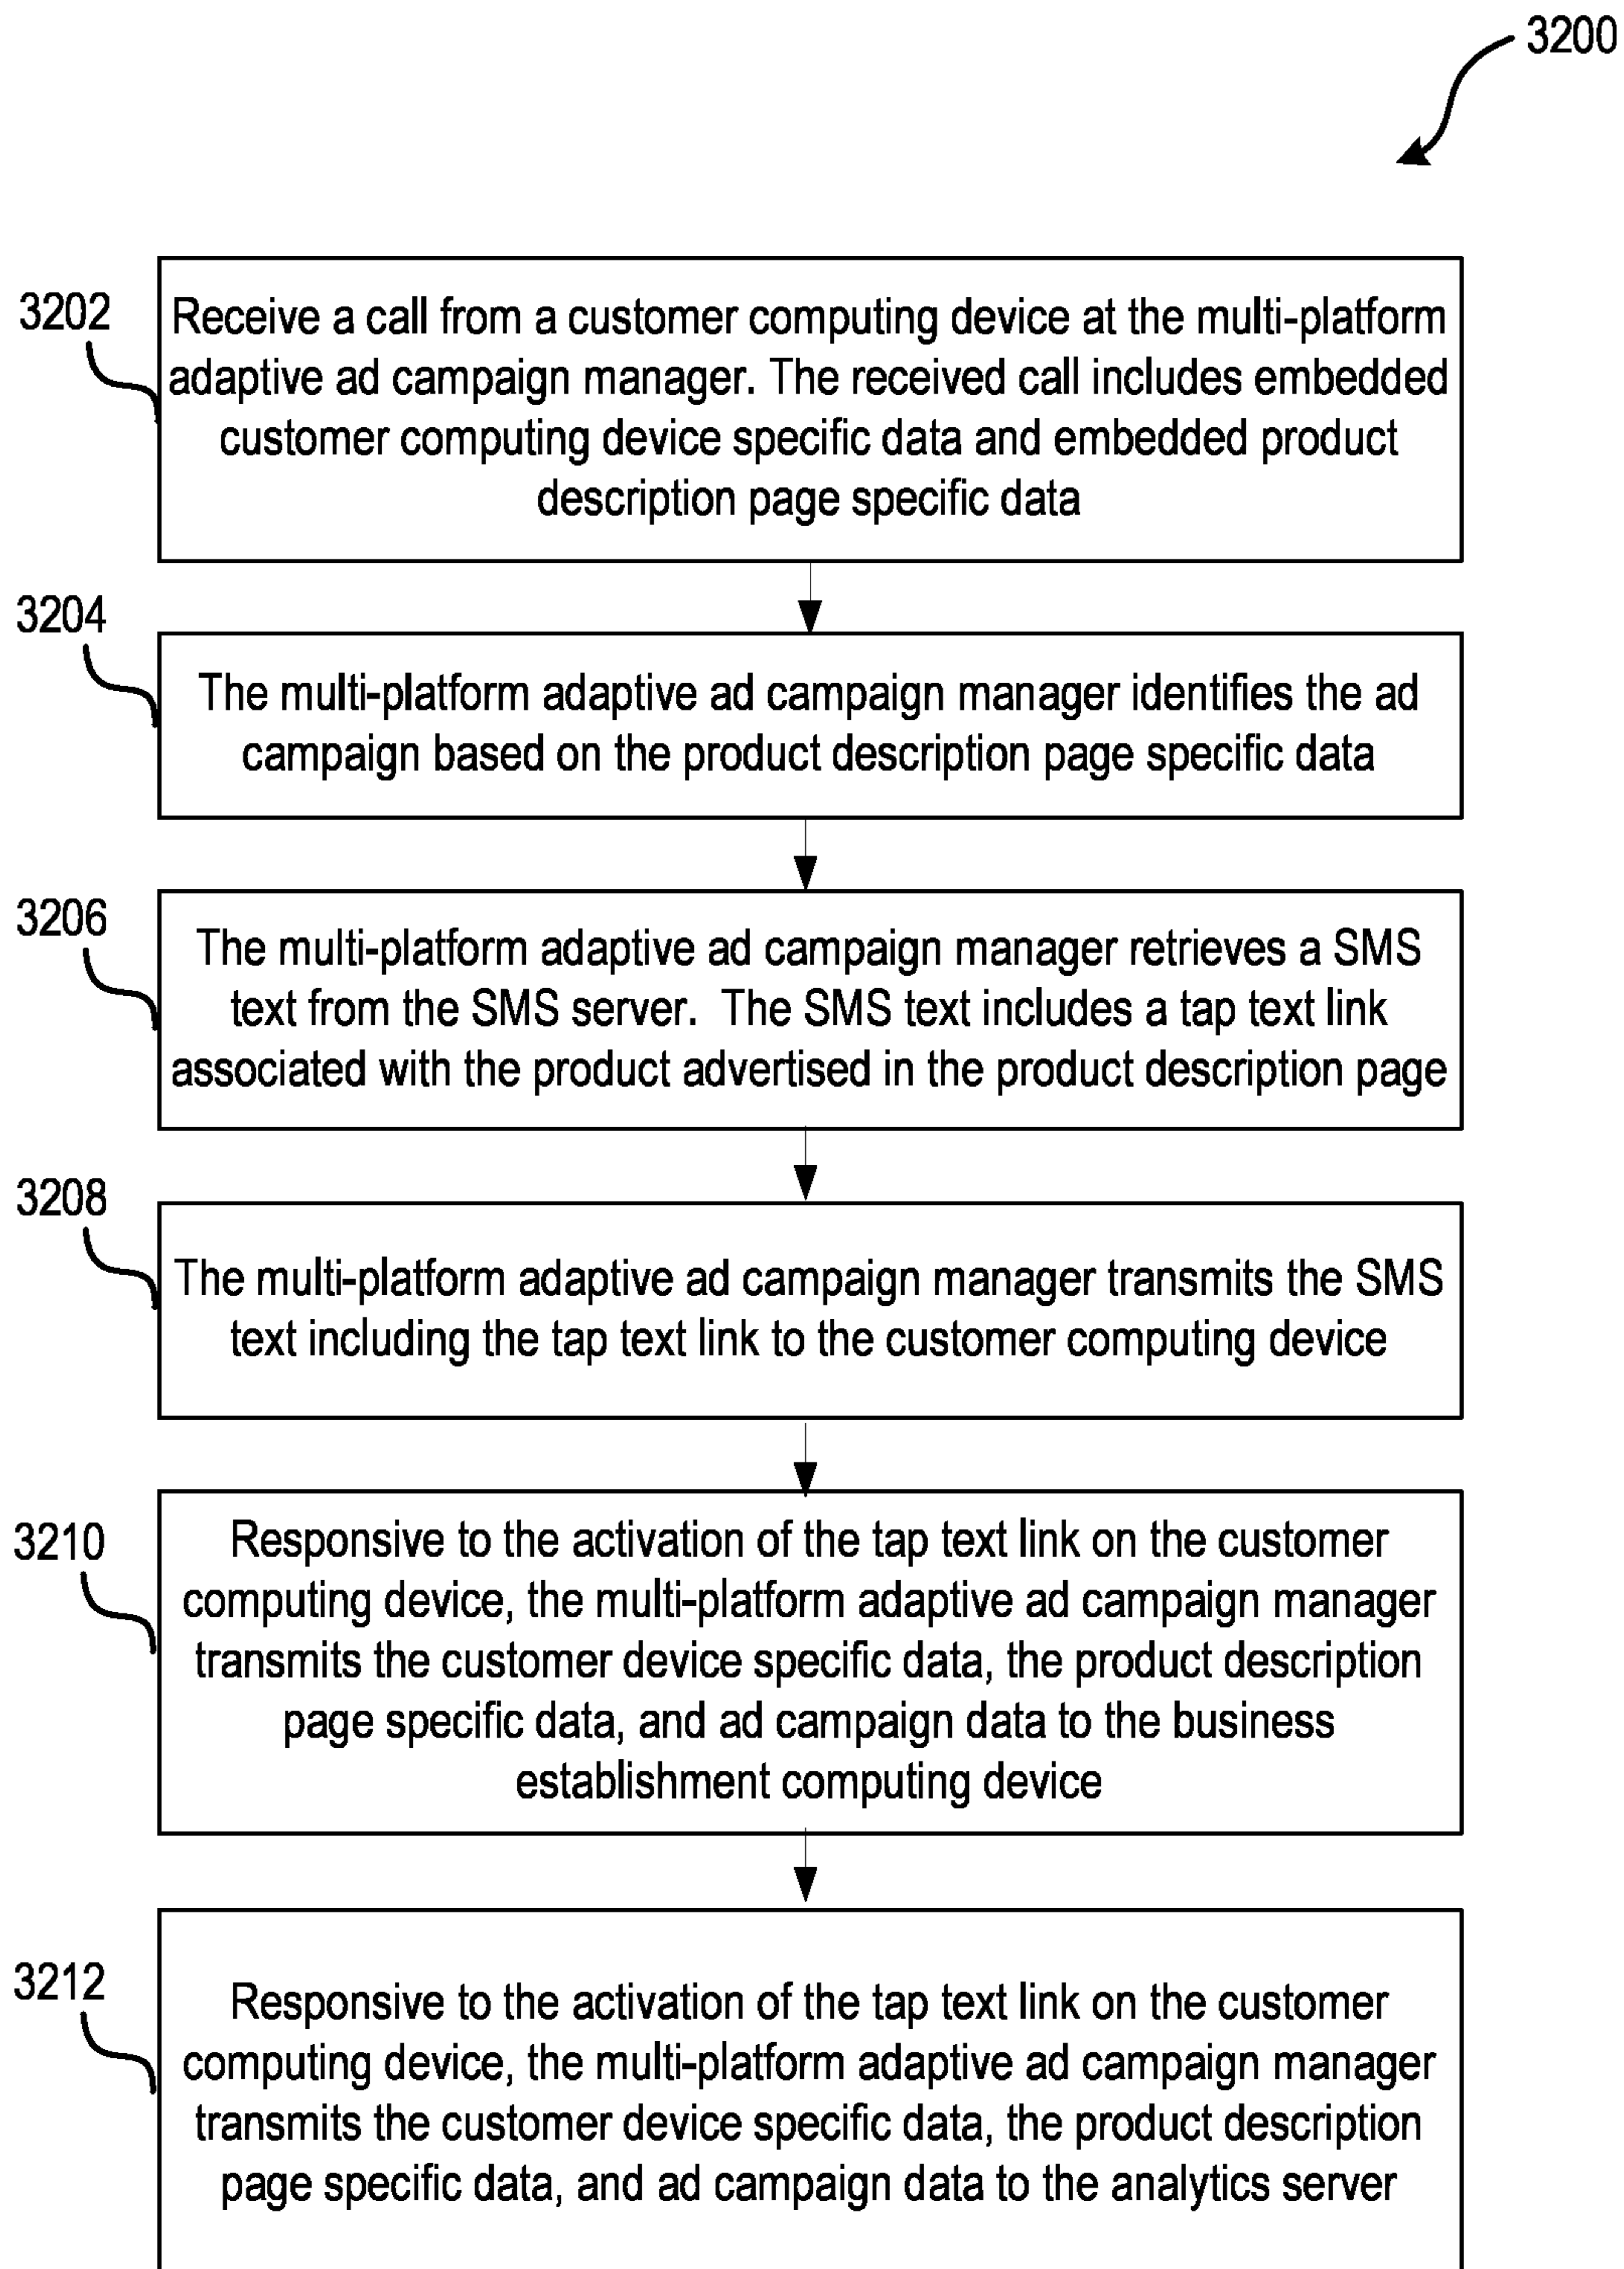 3200
3202
Receive a call from a customer computing device at the multi-platform
adaptive ad campaign manager. The received call includes embedded
customer computing device specific data and embedded product
description page specific data
3204
The multi-platform adaptive ad campaign manager identifies the ad
campaign based on the product description page specific data
3206
The multi-platform adaptive ad campaign manager retrieves a SMS
text from the SMS server. The SMS text includes a tap text link
associated with the product advertised in the product description page
3208
The multi-platform adaptive ad campaign manager transmits the SMS
text including the tap text link to the customer computing device
3210
Responsive to the activation of the tap text link on the customer
computing device, the multi-platform adaptive ad campaign manager
transmits the customer device specific data, the product description
page specific data, and ad campaign data to the business
establishment computing device
3212
Responsive to the activation of the tap text link on the customer
computing device, the multi-platform adaptive ad campaign manager
transmits the customer device specific data, the product description
page specific data, and ad campaign data to the analytics server